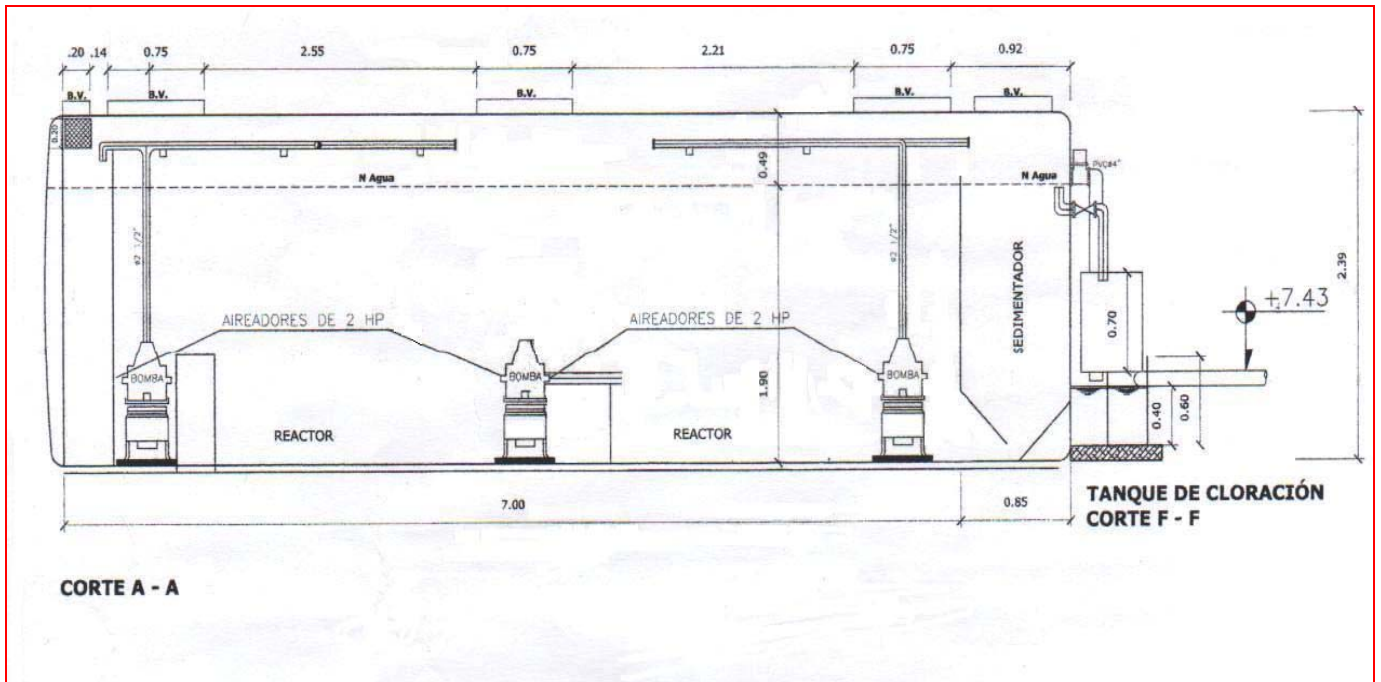 .20 .14 0.75 2.55 0.75 2.21 0.75 0.92
B.V. B.V. B.V. B.V. B.V.
0.20
0.49
PVCØ4"
N Agua N Agua
ø2 1/2" ø2 1/2"
SEDIMENTADOR
2.39
+7.43
AIREADORES DE 2 HP AIREADORES DE 2 HP
0.70
BOMBA BOMBA BOMBA
1.90
0.40 0.60
REACTOR REACTOR
7.00 0.85
TANQUE DE CLORACIÓN
CORTE F - F
CORTE A - A